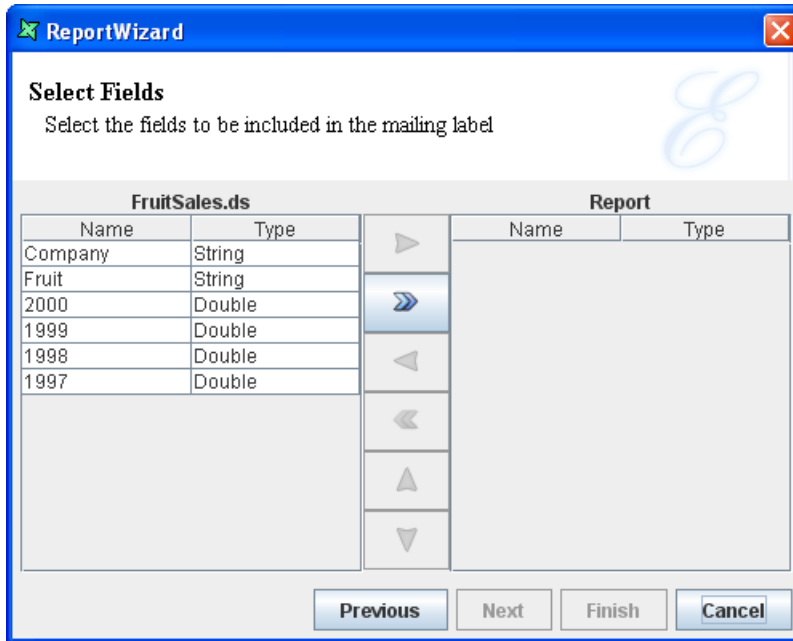 ReportWizard
Select Fields
Select the fields to be included in the mailing label
FruitSales.ds
Report
Name Type
Name Type
Company String
Fruit String
2000 Double
1999 Double
1998 Double
1997 Double
Previous Next Finish Cancel